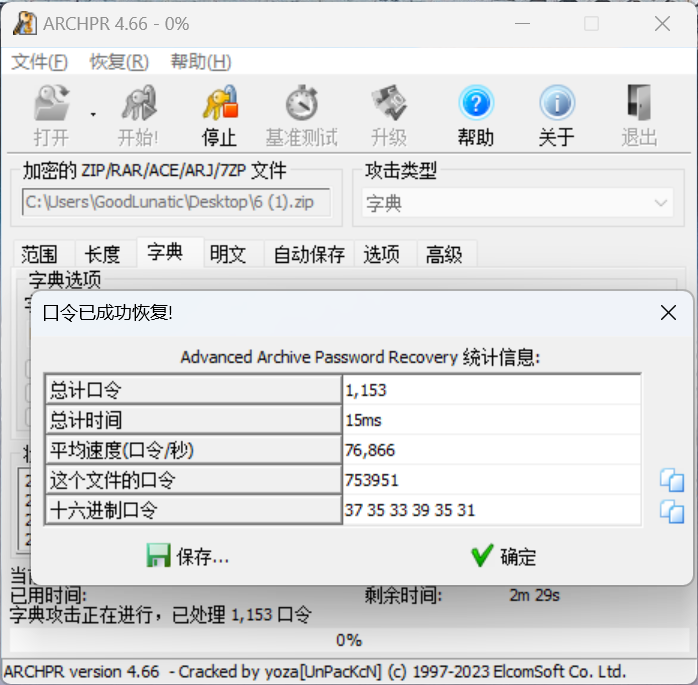 ARCHPR 4.66 - 0%
文件(F) 恢复(R) 帮助(H)
打开 开始! 停止 基准测试 升级 帮助 关于 退出
加密的 ZIP/RAR/ACE/ARJ/7ZP 文件 攻击类型
C:\Users\GoodLunatic\Desktop\6 (1).zip 字典
范围 长度 字典 明文 自动保存 选项 高级
字典选项
口令已成功恢复!
Advanced Archive Password Recovery 统计信息:
总计口令 1,153
总计时间 15ms
平均速度(口令/秒) 76,866
这个文件的口令 753951
十六进制口令 37 35 33 39 35 31
保存... 确定
已用时间: 剩余时间: 2m 29s
字典攻击正在进行，已处理 1,153 口令
0%
ARCHPR version 4.66 - Cracked by yoza[UnPacKcN] (c) 1997-2023 ElcomSoft Co. Ltd.